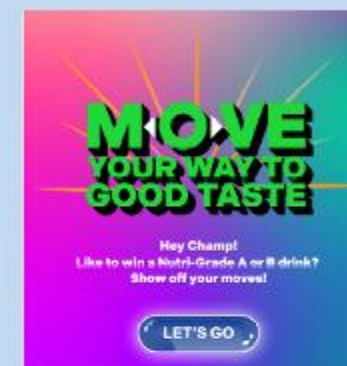 MOVE
YOUR WAY TO
GOOD TASTE
Hey Champ!
Like to win a Nutri-Grade A or B drink?
Show off your moves!
LET'S GO